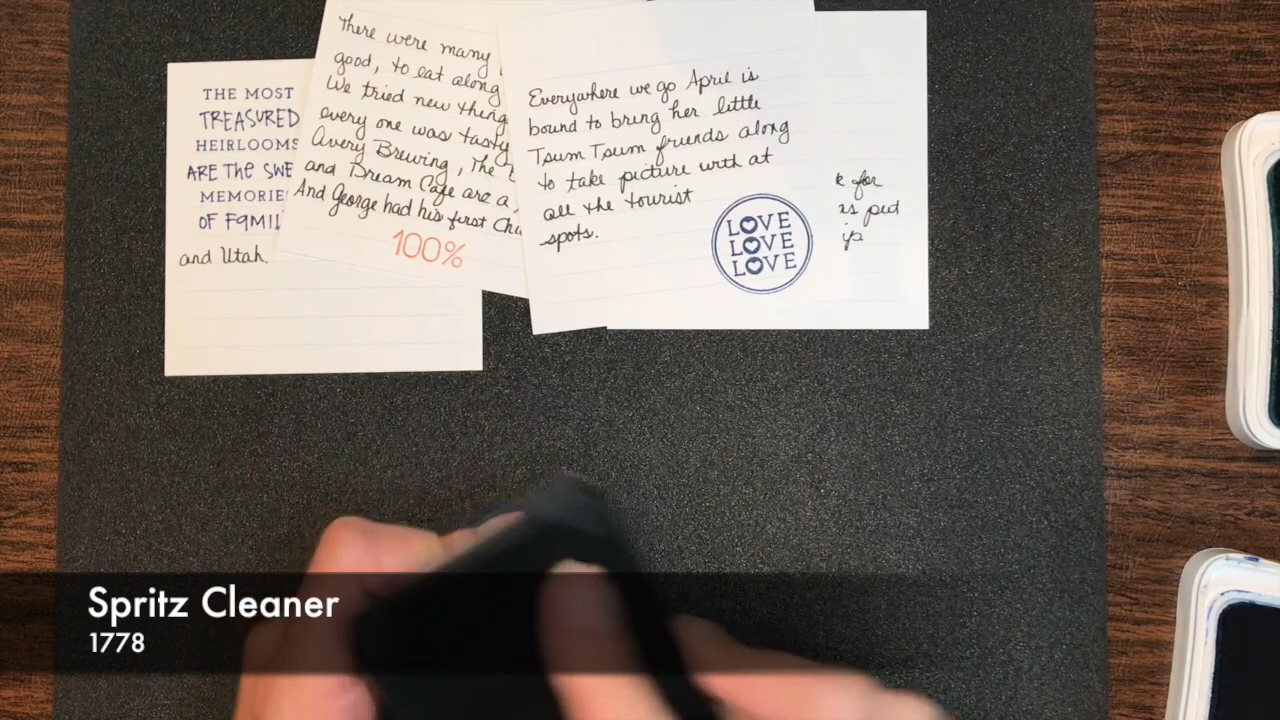 THE MOST
TREASURED
HEIRLOOMS
ARE THE SWE
MEMORIE
OF FAMIL
and Utah.
There were many
good, to eat along
We tried new thing
every one was tasty
Avery Brewing, The
and Dream Cafe are a
And George had his first Chi
100%
Everywhere we go April is
bound to bring her little
Tsum Tsum friends along
to take picture with at
all the tourist
spots.
LOVE
LOVE
LOVE
for
ip
Spritz Cleaner
1778